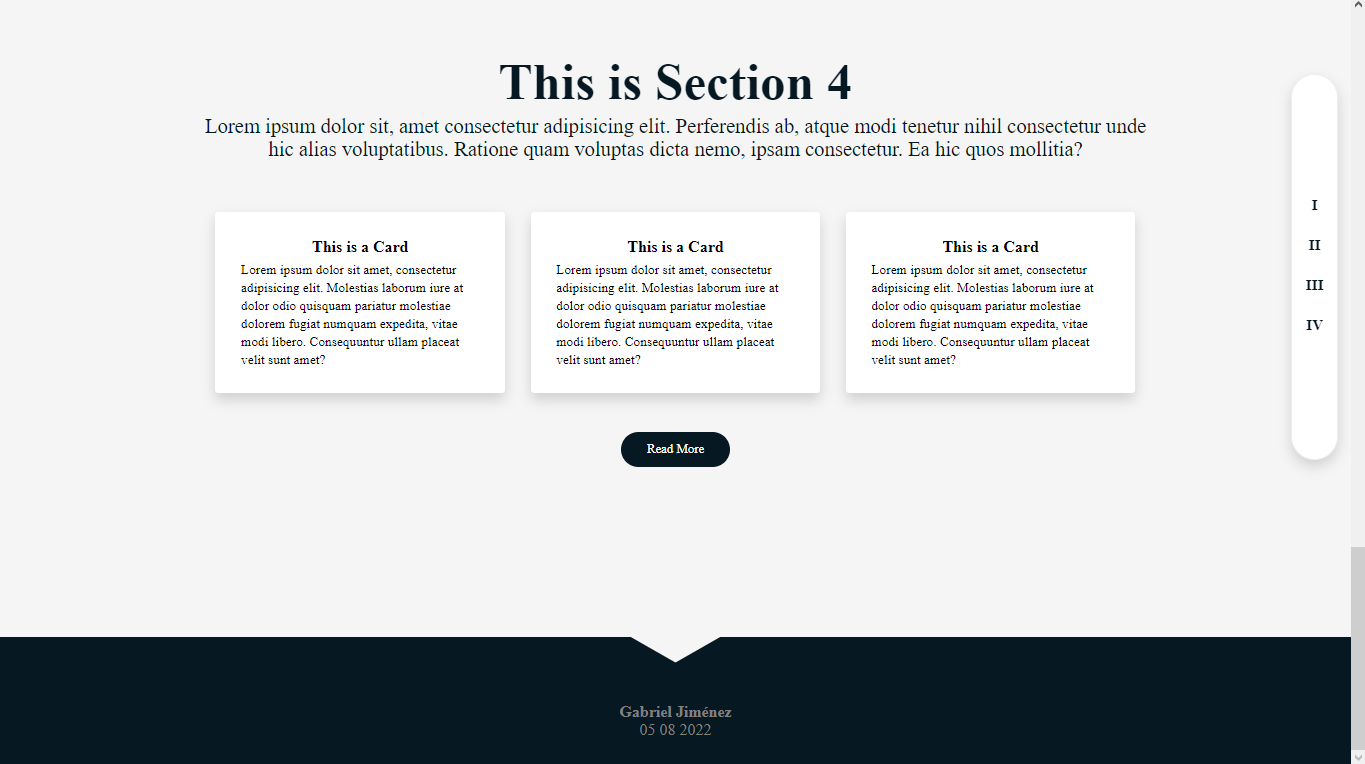 This is Section 4
Lorem ipsum dolor sit, amet consectetur adipisicing elit. Perferendis ab, atque modi tenetur nihil consectetur unde
hic alias voluptatibus. Ratione quam voluptas dicta nemo, ipsam consectetur. Ea hic quos mollitia?
This is a Card
Lorem ipsum dolor sit amet, consectetur
adipisicing elit. Molestias laborum iure at
dolor odio quisquam pariatur molestiae
dolorem fugiat numquam expedita, vitae
modi libero. Consequuntur ullam placeat
velit sunt amet?
This is a Card
Lorem ipsum dolor sit amet, consectetur
adipisicing elit. Molestias laborum iure at
dolor odio quisquam pariatur molestiae
dolorem fugiat numquam expedita, vitae
modi libero. Consequuntur ullam placeat
velit sunt amet?
This is a Card
Lorem ipsum dolor sit amet, consectetur
adipisicing elit. Molestias laborum iure at
dolor odio quisquam pariatur molestiae
dolorem fugiat numquam expedita, vitae
modi libero. Consequuntur ullam placeat
velit sunt amet?
Read More
I
II
III
IV
Gabriel Jiménez
05 08 2022